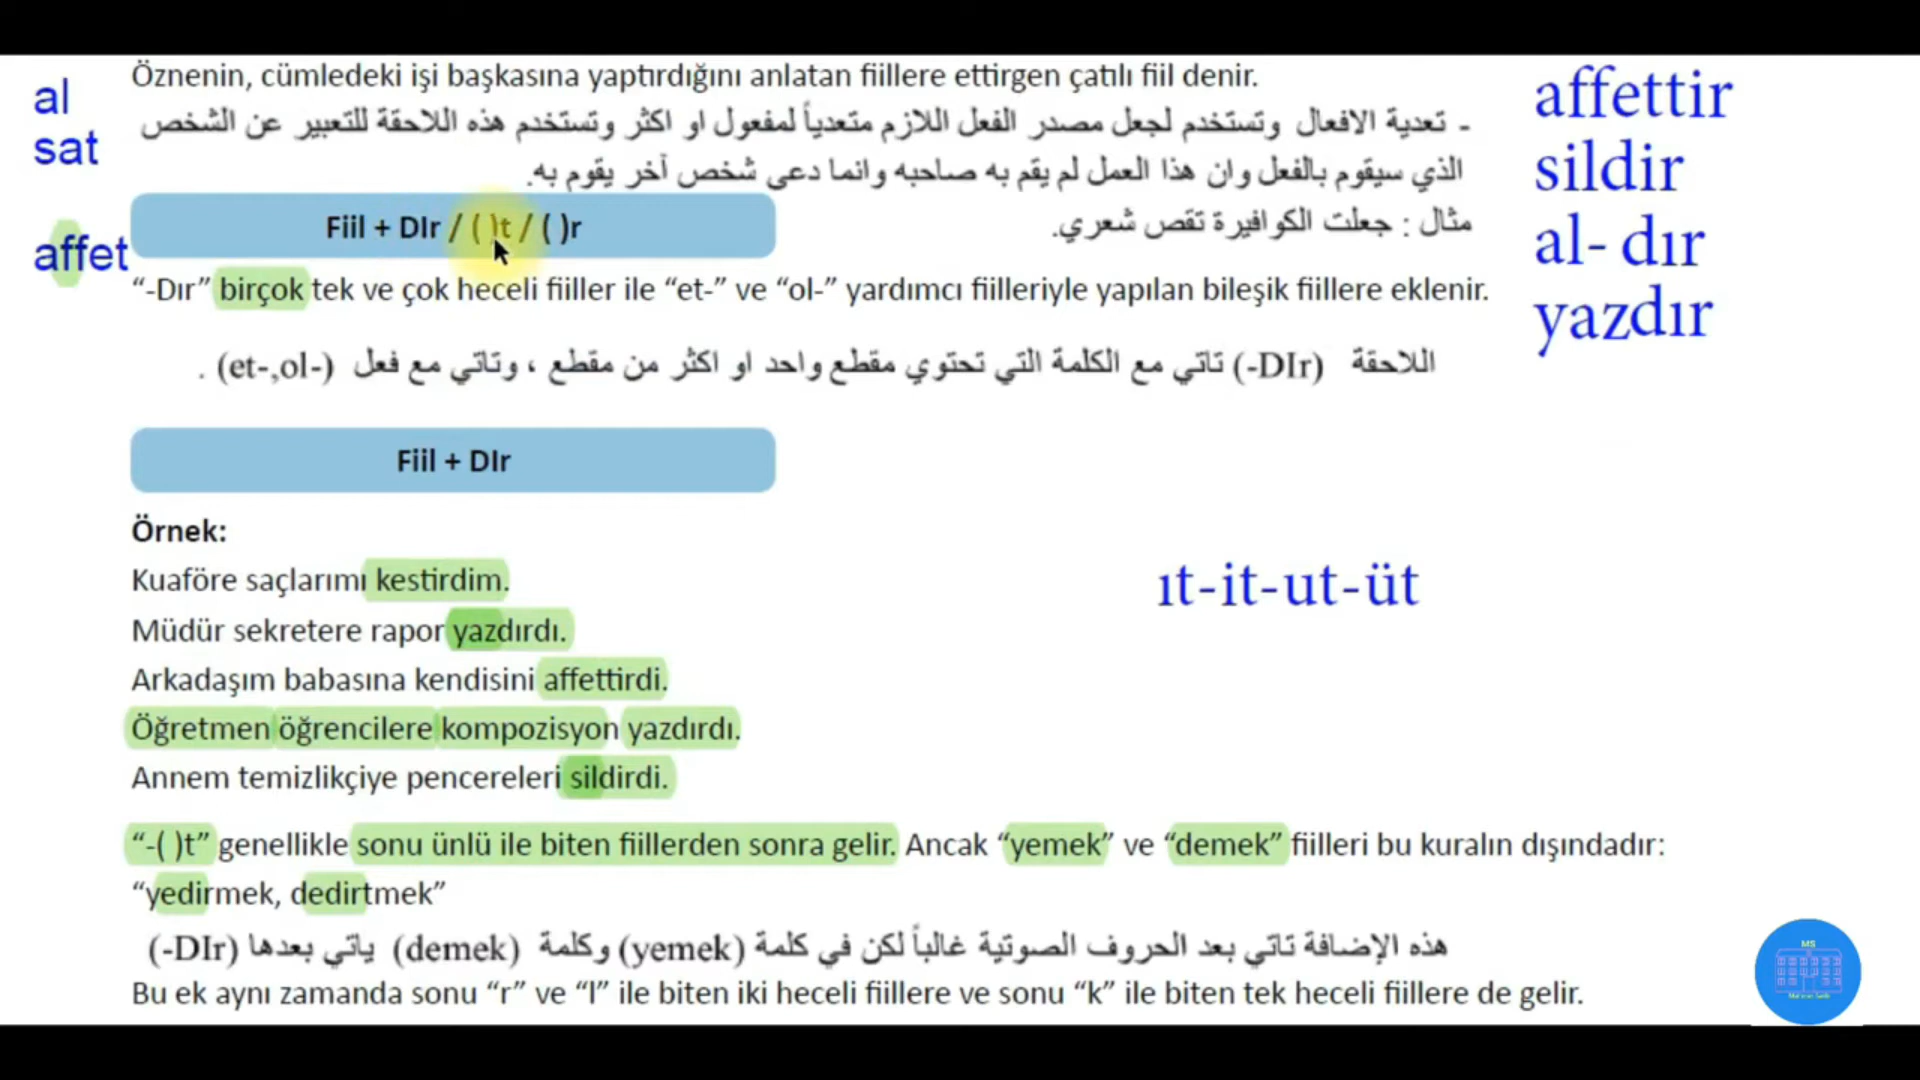 al
sat
affet
Öznenin, cümledeki işi başkasına yaptırdığını anlatan fiillere ettirgen çatılı fiil denir.
- تعدية الافعال وتستخدم لجعل مصدر الفعل اللازم متعدياً لمفعول او اكثر وتستخدم هذه اللاحقة للتعبير عن الشخص
الذي سيقوم بالفعل وان هذا العمل لم يقم به صاحبه وانما دعى شخص آخر يقوم به.
Fiil + DIr / ( )t / ( )r
مثال : جعلت الكوافيرة تقص شعري.
affettir
sildir
al- dır
yazdır
“-Dır” birçok tek ve çok heceli fiiller ile “et-” ve “ol-” yardımcı fiilleriyle yapılan bileşik fiillere eklenir.
اللاحقة (-DIr) تاتي مع الكلمة التي تحتوي مقطع واحد او اكثر من مقطع ، وتاتي مع فعل (et-,ol-) .
Fiil + DIr
Örnek:
Kuaföre saçlarımı kestirdim.
ıt-it-ut-üt
Müdür sekretere rapor yazdırdı.
Arkadaşım babasına kendisini affettirdi.
Öğretmen öğrencilere kompozisyon yazdırdı.
Annem temizlikçiye pencereleri sildirdi.
“-( )t” genellikle sonu ünlü ile biten fiillerden sonra gelir. Ancak “yemek” ve “demek” fiilleri bu kuralın dışındadır:
“yedirmek, dedirtmek”
هذه الإضافة تاتي بعد الحروف الصوتية غالباً لكن في كلمة (yemek) وكلمة (demek) ياتي بعدها (-DIr)
Bu ek aynı zamanda sonu “r” ve “l” ile biten iki heceli fiillere ve sonu “k” ile biten tek heceli fiillere de gelir.
MS